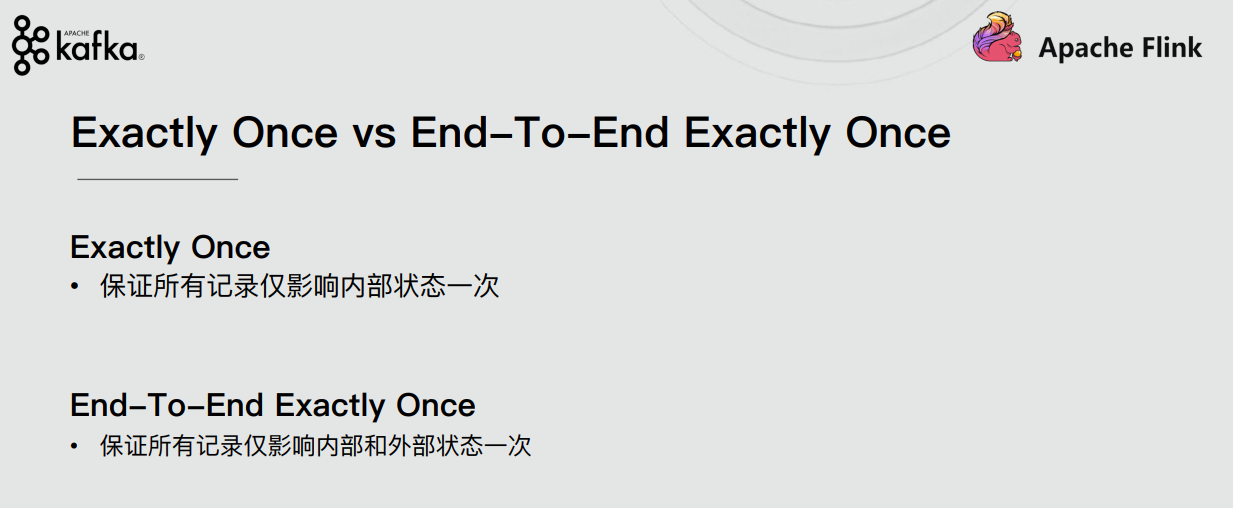 APACHE
kafka®
Apache Flink
Exactly Once vs End–To–End Exactly Once
Exactly Once
• 保证所有记录仅影响内部状态一次
End–To–End Exactly Once
• 保证所有记录仅影响内部和外部状态一次